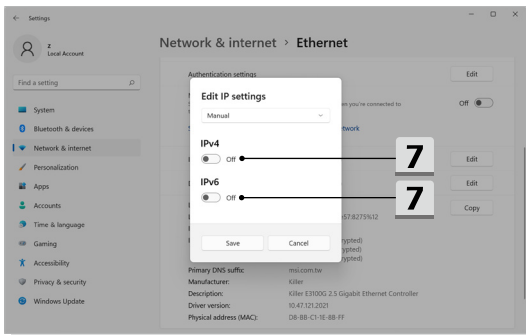 Settings
z
Local Account
Find a setting
System
Bluetooth & devices
Network & internet
Personalization
Apps
Accounts
Time & language
Gaming
Accessibility
Privacy & security
Windows Update
Network & internet > Ethernet
Authentication settings
Edit
en you're connected to
Off
twork
Edit
Edit
Copy
Edit IP settings
Manual
IPv4
Off
7
IPv6
Off
7
Save
Cancel
e57:8275%12
rypted)
rypted)
rypted)
Primary DNS suffix: msi.com.tw
Manufacturer: Killer
Description: Killer E3100G 2.5 Gigabit Ethernet Controller
Driver version: 10.47.121.2021
Physical address (MAC): D8-BB-C1-1E-8B-FF